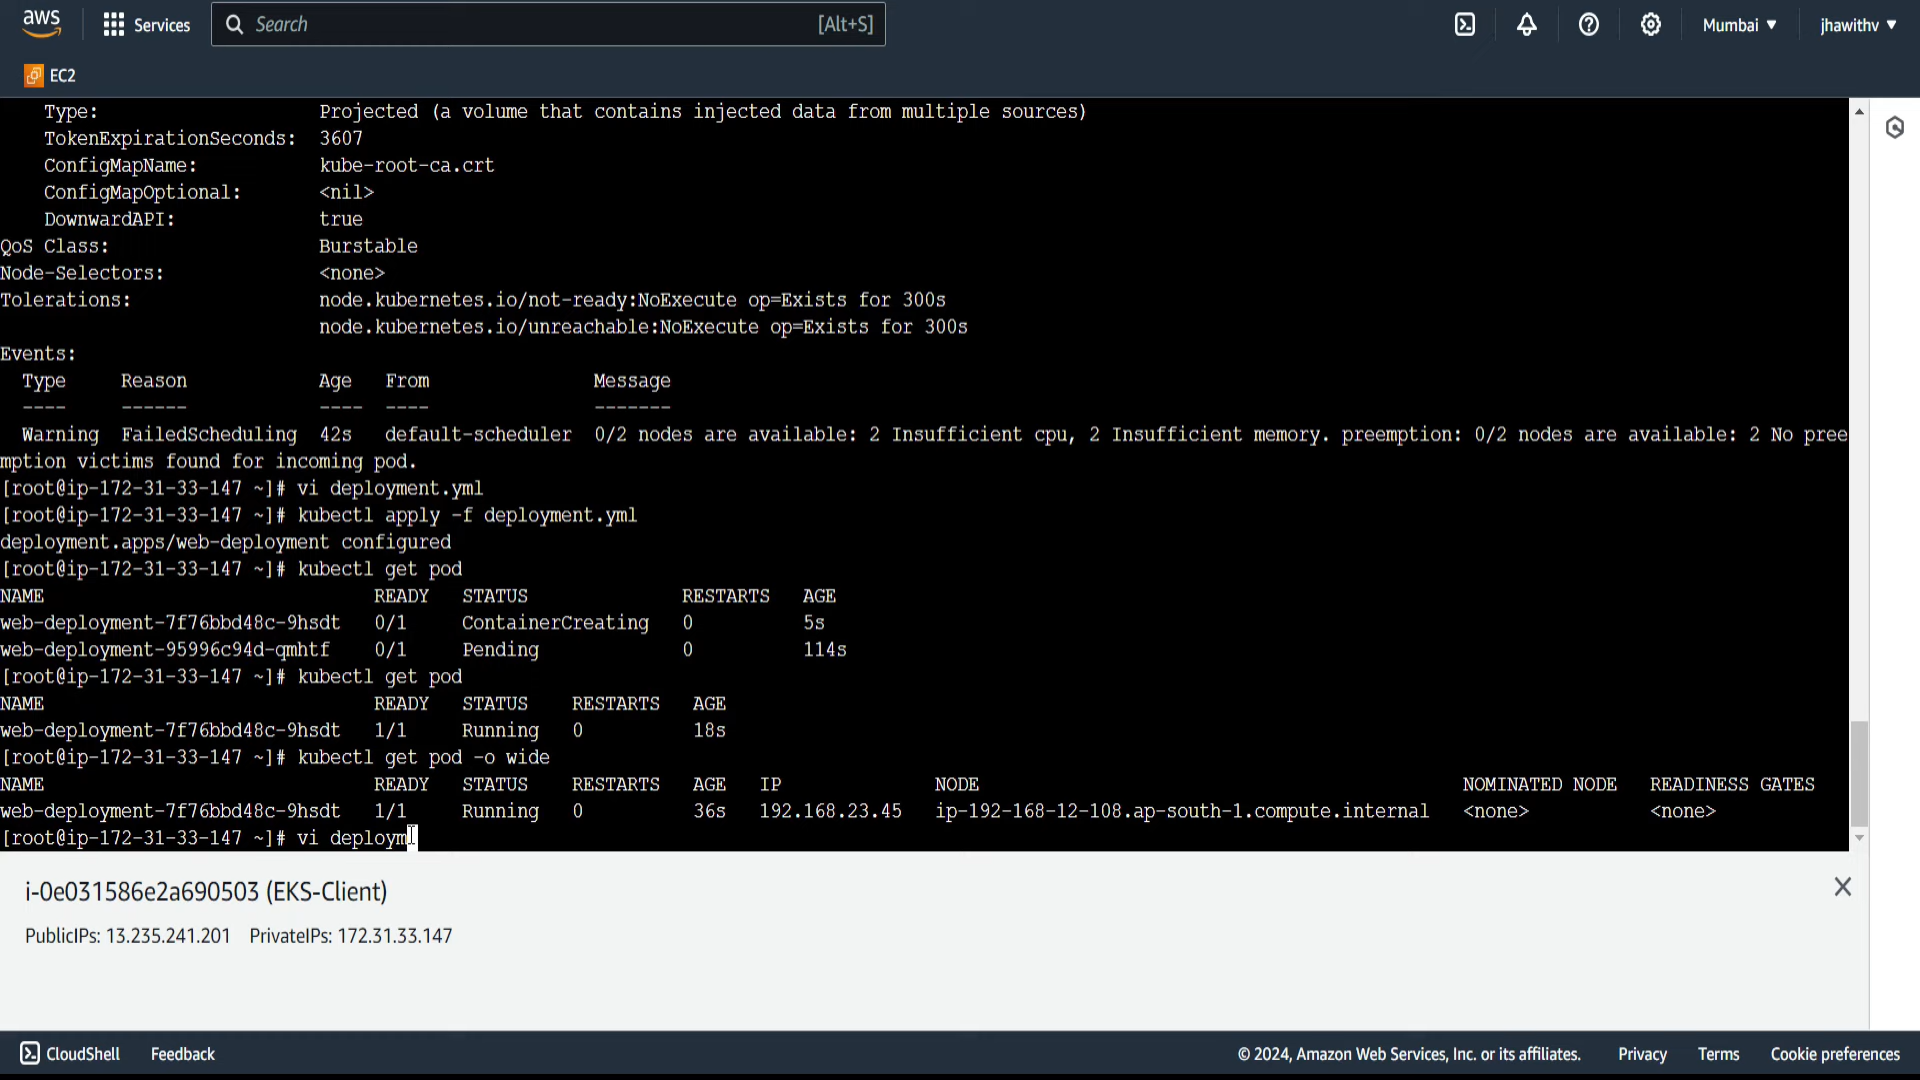 aws Services Search [Alt+S] Mumbai ▼ jhawithv ▼
EC2
Type: Projected (a volume that contains injected data from multiple sources)
TokenExpirationSeconds: 3607
ConfigMapName: kube-root-ca.crt
ConfigMapOptional: <nil>
DownwardAPI: true
QoS Class: Burstable
Node-Selectors: <none>
Tolerations: node.kubernetes.io/not-ready:NoExecute op=Exists for 300s
node.kubernetes.io/unreachable:NoExecute op=Exists for 300s
Events:
Type Reason Age From Message
---- ------ ---- ---- -------
Warning FailedScheduling 42s default-scheduler 0/2 nodes are available: 2 Insufficient cpu, 2 Insufficient memory. preemption: 0/2 nodes are available: 2 No pree
mption victims found for incoming pod.
[root@ip-172-31-33-147 ~]# vi deployment.yml
[root@ip-172-31-33-147 ~]# kubectl apply -f deployment.yml
deployment.apps/web-deployment configured
[root@ip-172-31-33-147 ~]# kubectl get pod
NAME READY STATUS RESTARTS AGE
web-deployment-7f76bbd48c-9hsdt 0/1 ContainerCreating 0 5s
web-deployment-95996c94d-qmhtf 0/1 Pending 0 114s
[root@ip-172-31-33-147 ~]# kubectl get pod
NAME READY STATUS RESTARTS AGE
web-deployment-7f76bbd48c-9hsdt 1/1 Running 0 18s
[root@ip-172-31-33-147 ~]# kubectl get pod -o wide
NAME READY STATUS RESTARTS AGE IP NODE NOMINATED NODE READINESS GATES
web-deployment-7f76bbd48c-9hsdt 1/1 Running 0 36s 192.168.23.45 ip-192-168-12-108.ap-south-1.compute.internal <none> <none>
[root@ip-172-31-33-147 ~]# vi deploym
i-0e031586e2a690503 (EKS-Client)
PublicIPs: 13.235.241.201 PrivateIPs: 172.31.33.147
CloudShell Feedback © 2024, Amazon Web Services, Inc. or its affiliates. Privacy Terms Cookie preferences